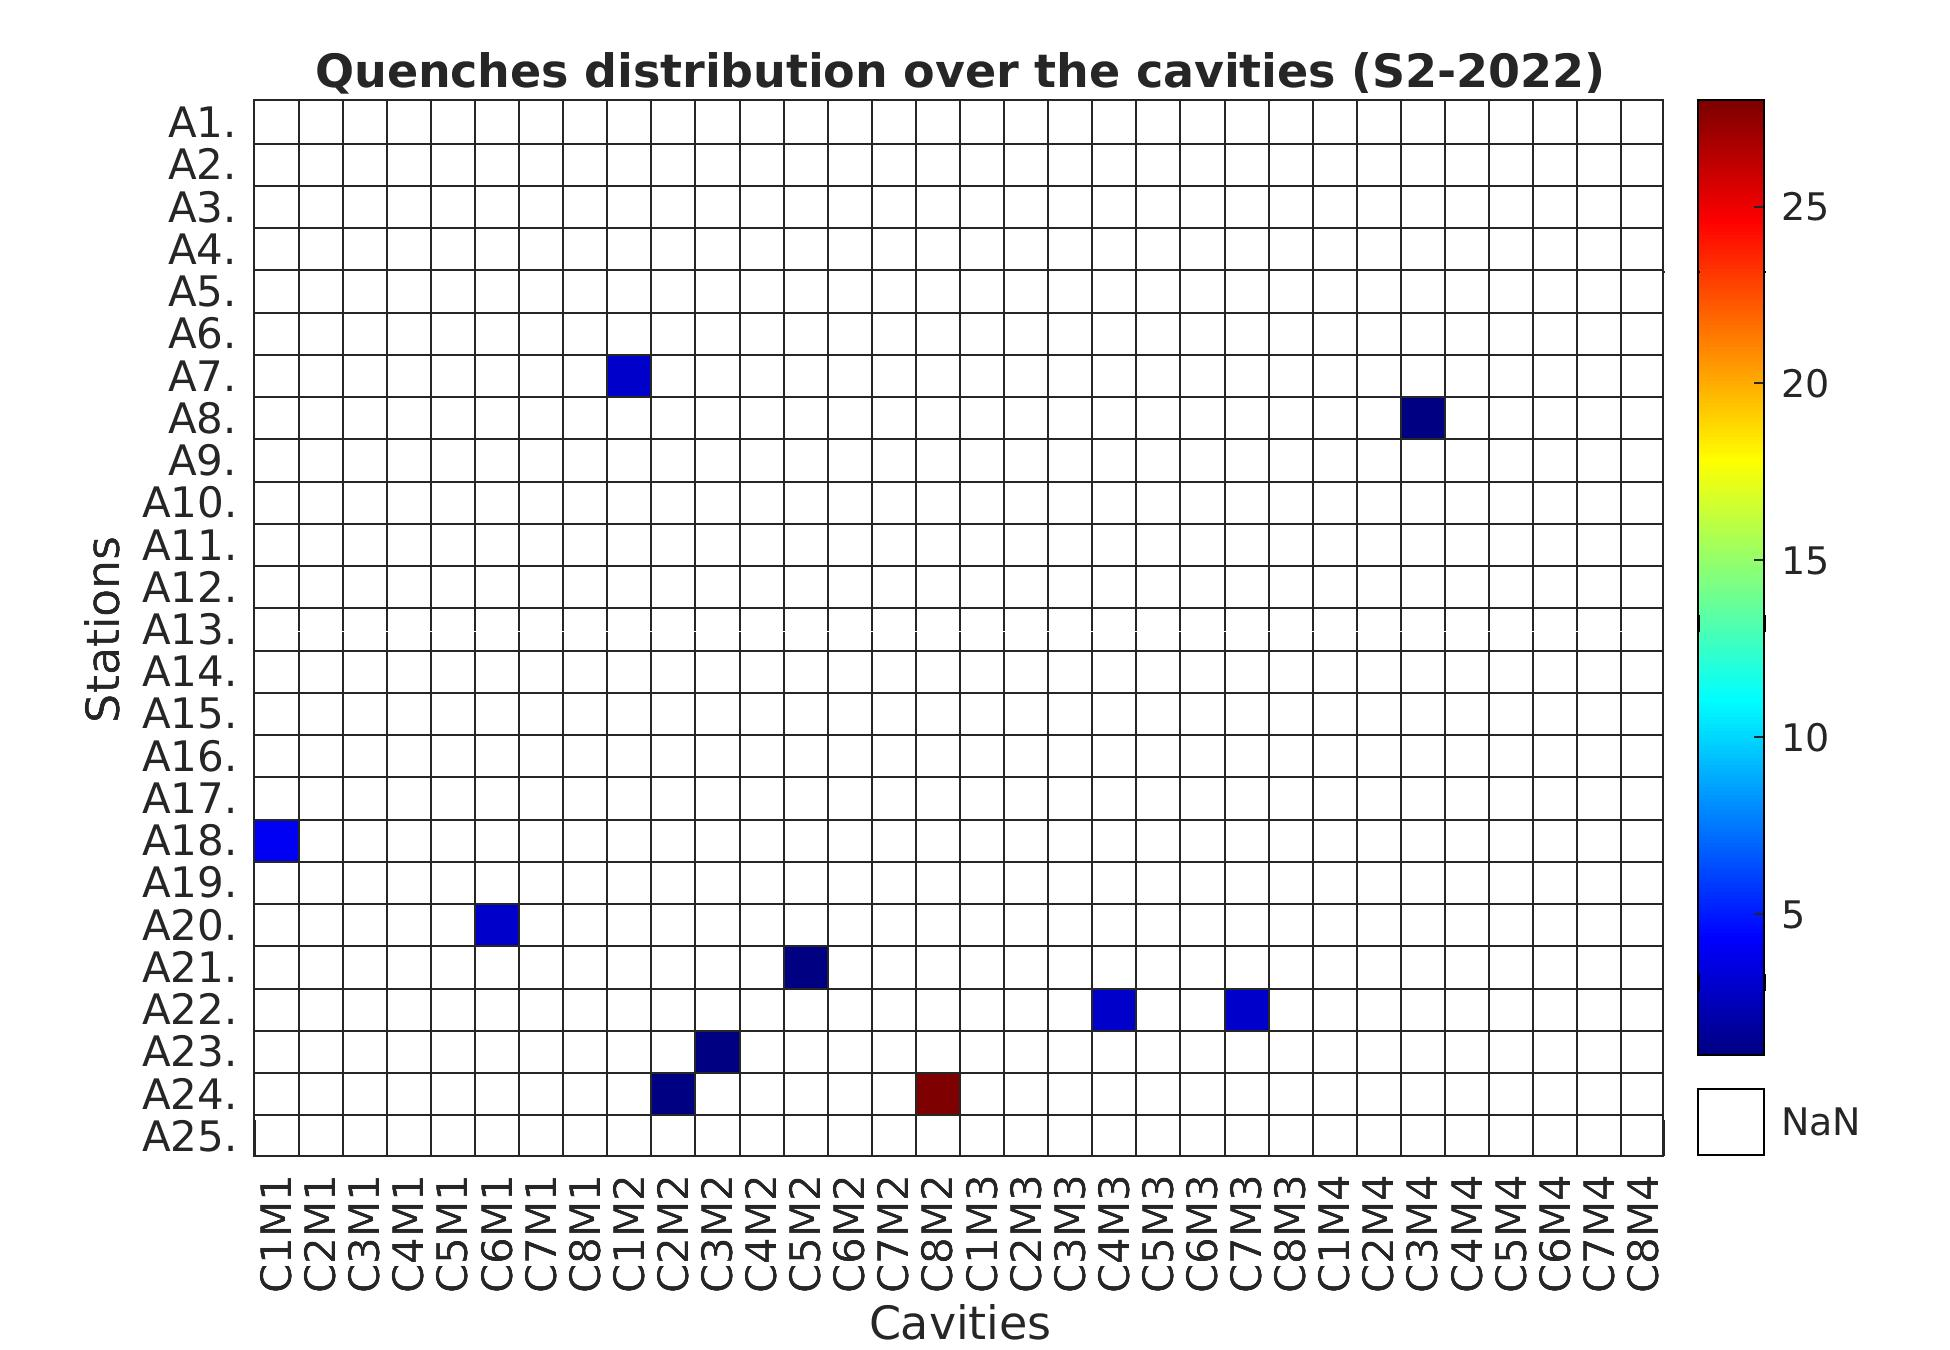 Quenches distribution over the cavities (S2-2022)
A1.
A2.
A3.
A4.
A5.
A6.
A7.
A8.
A9.
A10.
A11.
A12.
A13.
A14.
A15.
A16.
A17.
A18.
A19.
A20.
A21.
A22.
A23.
A24.
A25.
Stations
C1M1
C2M1
C3M1
C4M1
C5M1
C6M1
C7M1
C8M1
C1M2
C2M2
C3M2
C4M2
C5M2
C6M2
C7M2
C8M2
C1M3
C2M3
C3M3
C4M3
C5M3
C6M3
C7M3
C8M3
C1M4
C2M4
C3M4
C4M4
C5M4
C6M4
C7M4
C8M4
Cavities
25
20
15
10
5
NaN